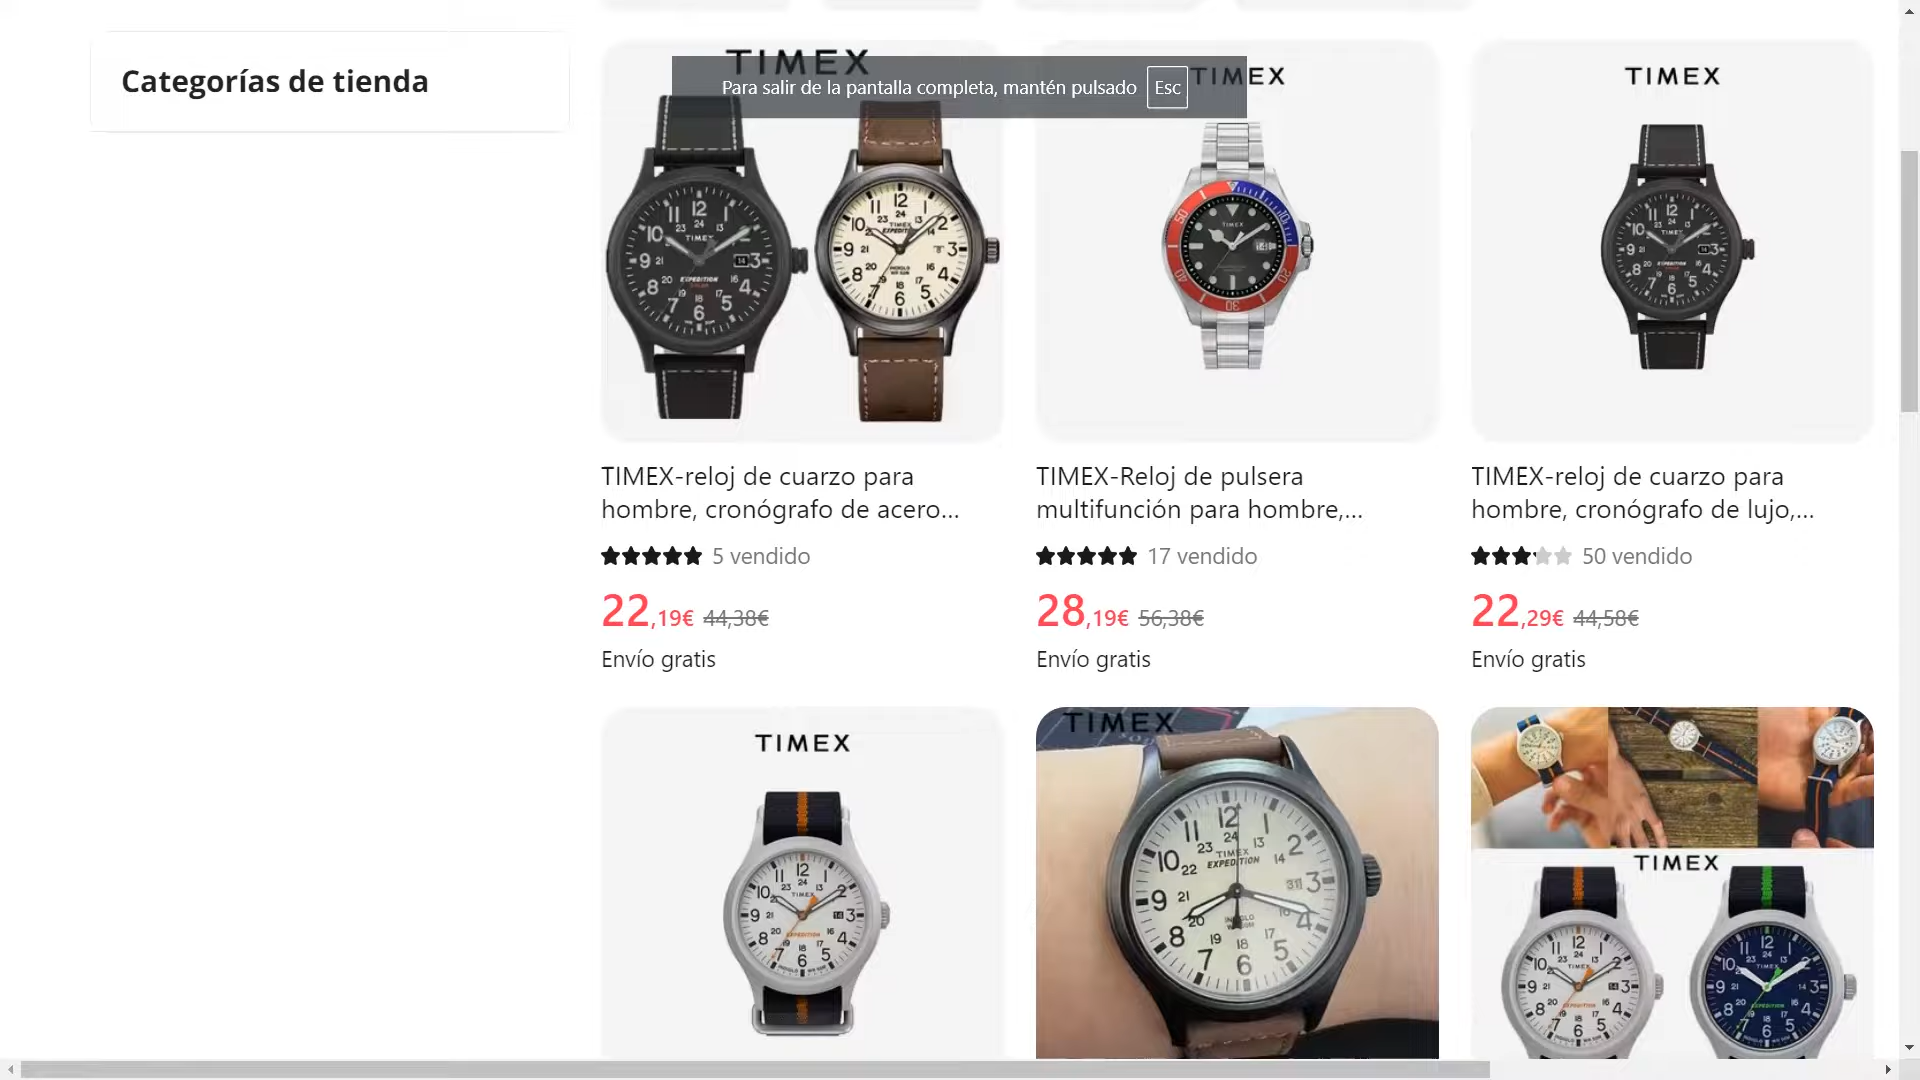 Categorías de tienda
TIMEX
Para salir de la pantalla completa, mantén pulsado Esc
TIMEX
TIMEX
TIMEX-reloj de cuarzo para
hombre, cronógrafo de acero...
5 vendido
22,19€ 44,38€
Envío gratis
TIMEX-Reloj de pulsera
multifunción para hombre,...
17 vendido
28,19€ 56,38€
Envío gratis
TIMEX-reloj de cuarzo para
hombre, cronógrafo de lujo,...
50 vendido
22,29€ 44,58€
Envío gratis
TIMEX
TIMEX
TIMEX
EXPEDITION
TIMEX